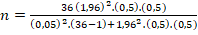 n = 36 (1,96)².(0,5).(0,5) / (0,05)².(36−1)+1,96².(0,5).(0,5)